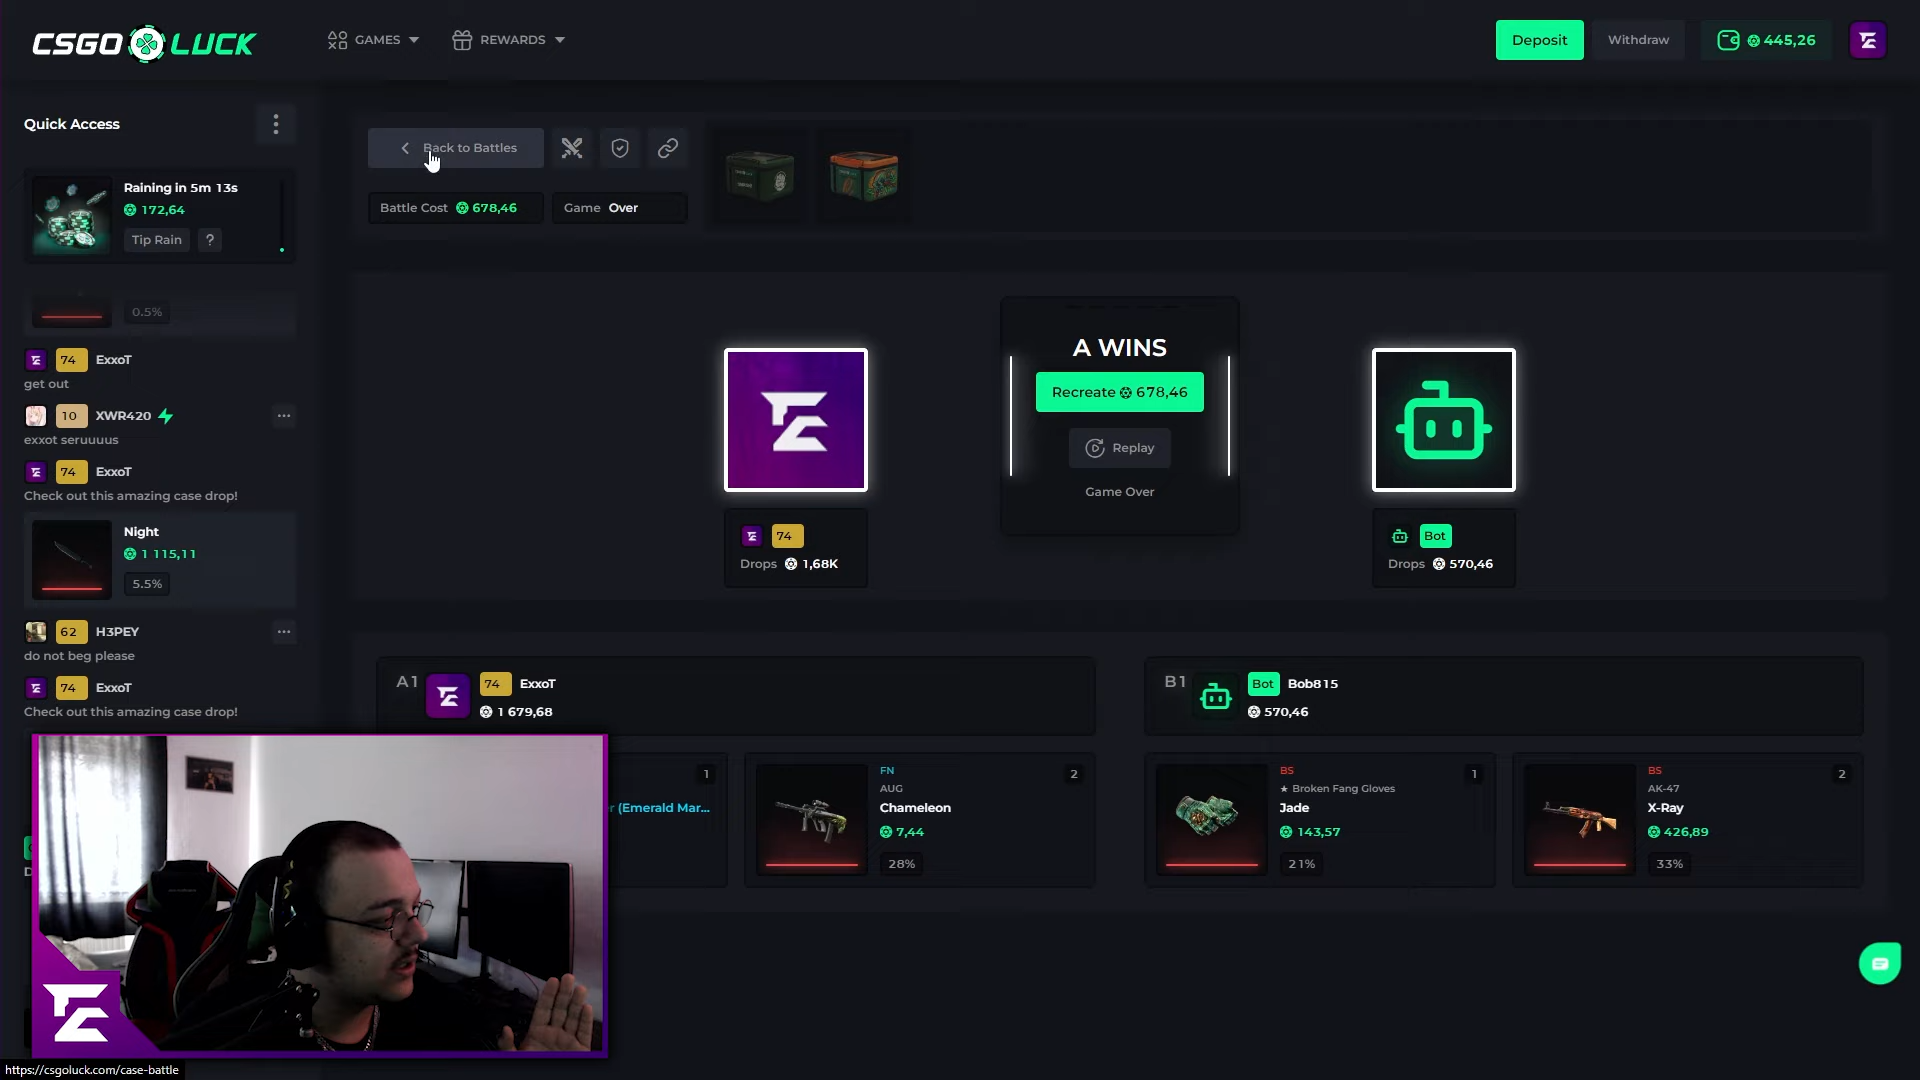 CSGO LUCK
GAMES
REWARDS
Deposit
Withdraw
445,26
Quick Access
Raining in 5m 13s
172,64
Tip Rain
?
0.5%
74 ExxoT
get out
10 XWR420
exxot seruuuus
74 ExxoT
Check out this amazing case drop!
Night
1 115,11
5.5%
62 H3PEY
do not beg please
74 ExxoT
Check out this amazing case drop!
Back to Battles
Battle Cost 678,46
Game Over
A WINS
Recreate 678,46
Replay
Game Over
74
Drops 1,68K
Bot
Drops 570,46
A1
74 ExxoT
1 679,68
B1
Bot Bob815
570,46
1
r (Emerald Mar...
2
FN
AUG
Chameleon
7,44
28%
1
BS
★ Broken Fang Gloves
Jade
143,57
21%
2
BS
AK-47
X-Ray
426,89
33%
https://csgoluck.com/case-battle